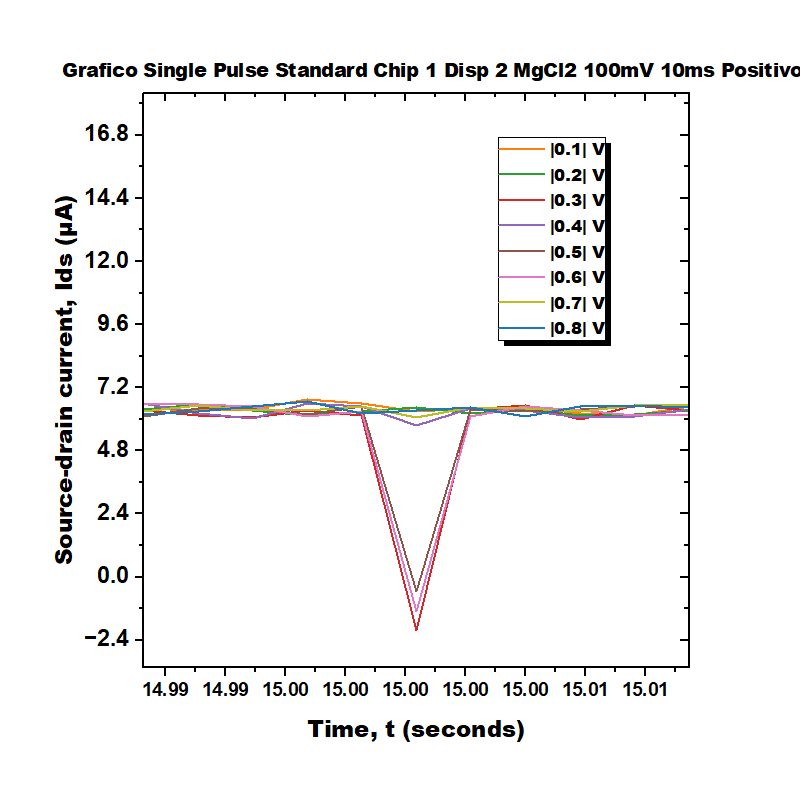 Grafico Single Pulse Standard Chip 1 Disp 2 MgCl2 100mV 10ms Positivo
16.8
14.4
12.0
9.6
7.2
4.8
2.4
0.0
−2.4
Source-drain current, Ids (µA)
|0.1| V
|0.2| V
|0.3| V
|0.4| V
|0.5| V
|0.6| V
|0.7| V
|0.8| V
14.99 14.99 15.00 15.00 15.00 15.00 15.00 15.01 15.01
Time, t (seconds)